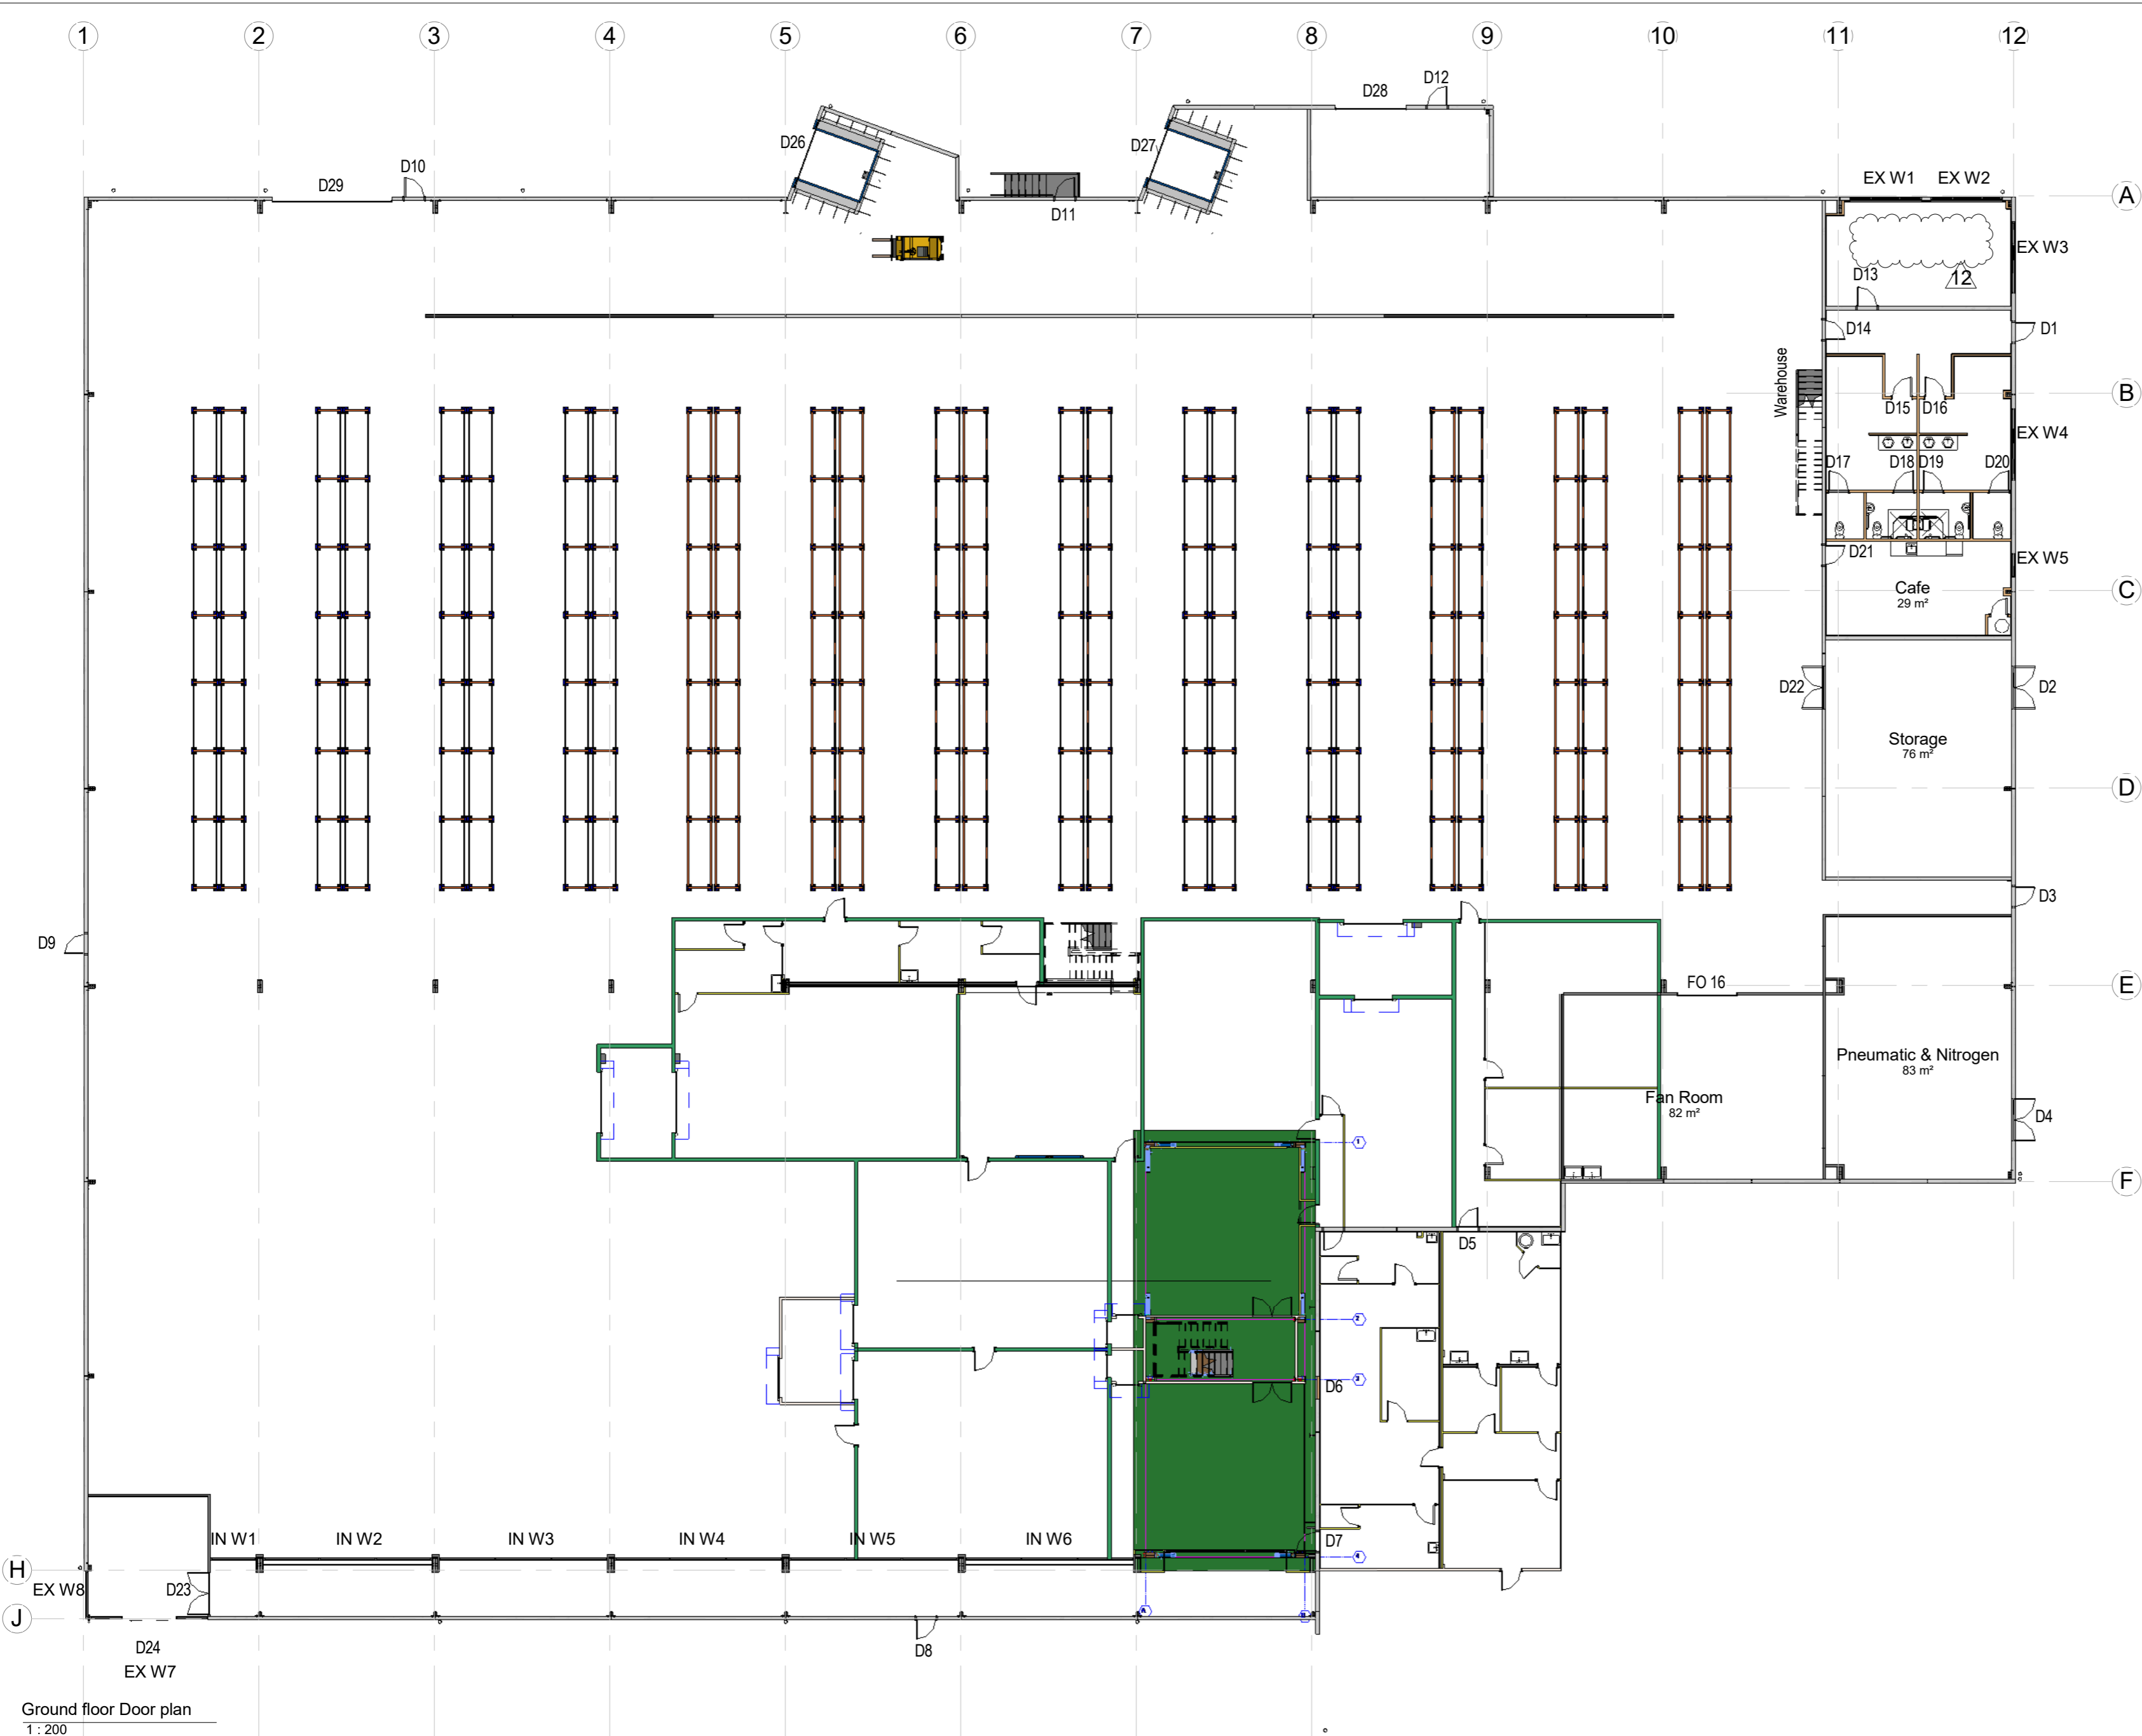 1 2 3 4 5 6 7 8 9 10 11 12
D12
D28
D26
D27
D10
D29
D11
EX W1 EX W2
A
EX W3
D13
12
D14
D1
Warehouse
B
D15 D16
EX W4
D17 D18 D19 D20
D21
EX W5
Cafe
29 m²
C
D22
D2
Storage
76 m²
D
D3
D9
FO 16
E
Pneumatic & Nitrogen
83 m²
Fan Room
82 m²
D4
1
F
D5
2
3
D6
IN W1 IN W2 IN W3 IN W4 IN W5 IN W6
D7
4
H
EX W8
D23
J
A
D24
D8
EX W7
Ground floor Door plan
1 : 200